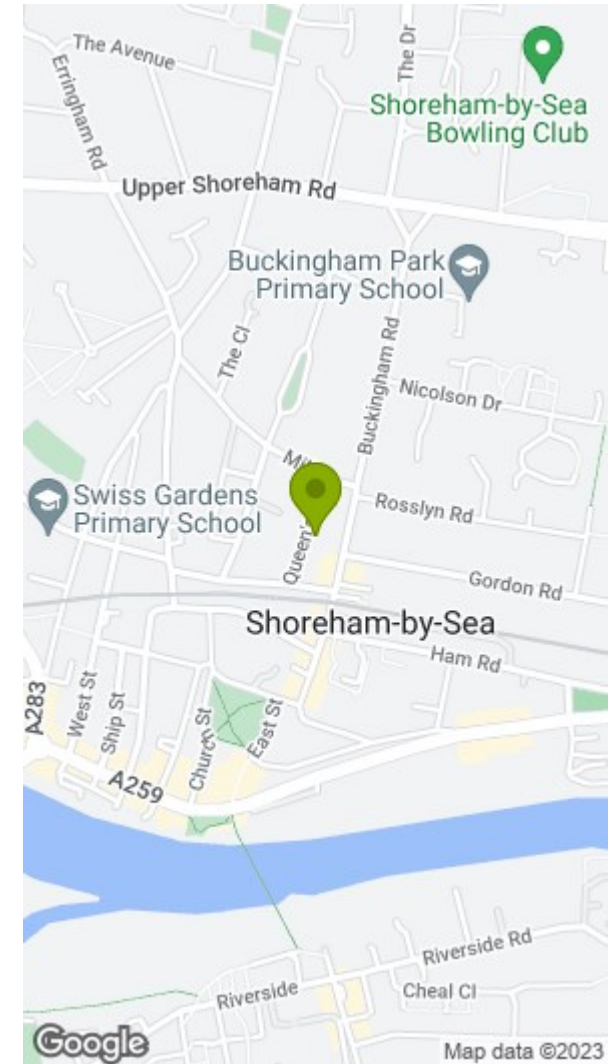 The Avenue
Erringham Rd
The Dr
Shoreham-by-Sea
Bowling Club
Upper Shoreham Rd
Buckingham Park
Primary School
The Cl
Buckingham Rd
Nicolson Dr
Swiss Gardens
Primary School
Rosslyn Rd
Queen's
Gordon Rd
Shoreham-by-Sea
Ham Rd
A283
West St
Ship St
Church St
East St
A259
Riverside Rd
Riverside
Cheal Cl
Google
Map data ©2023